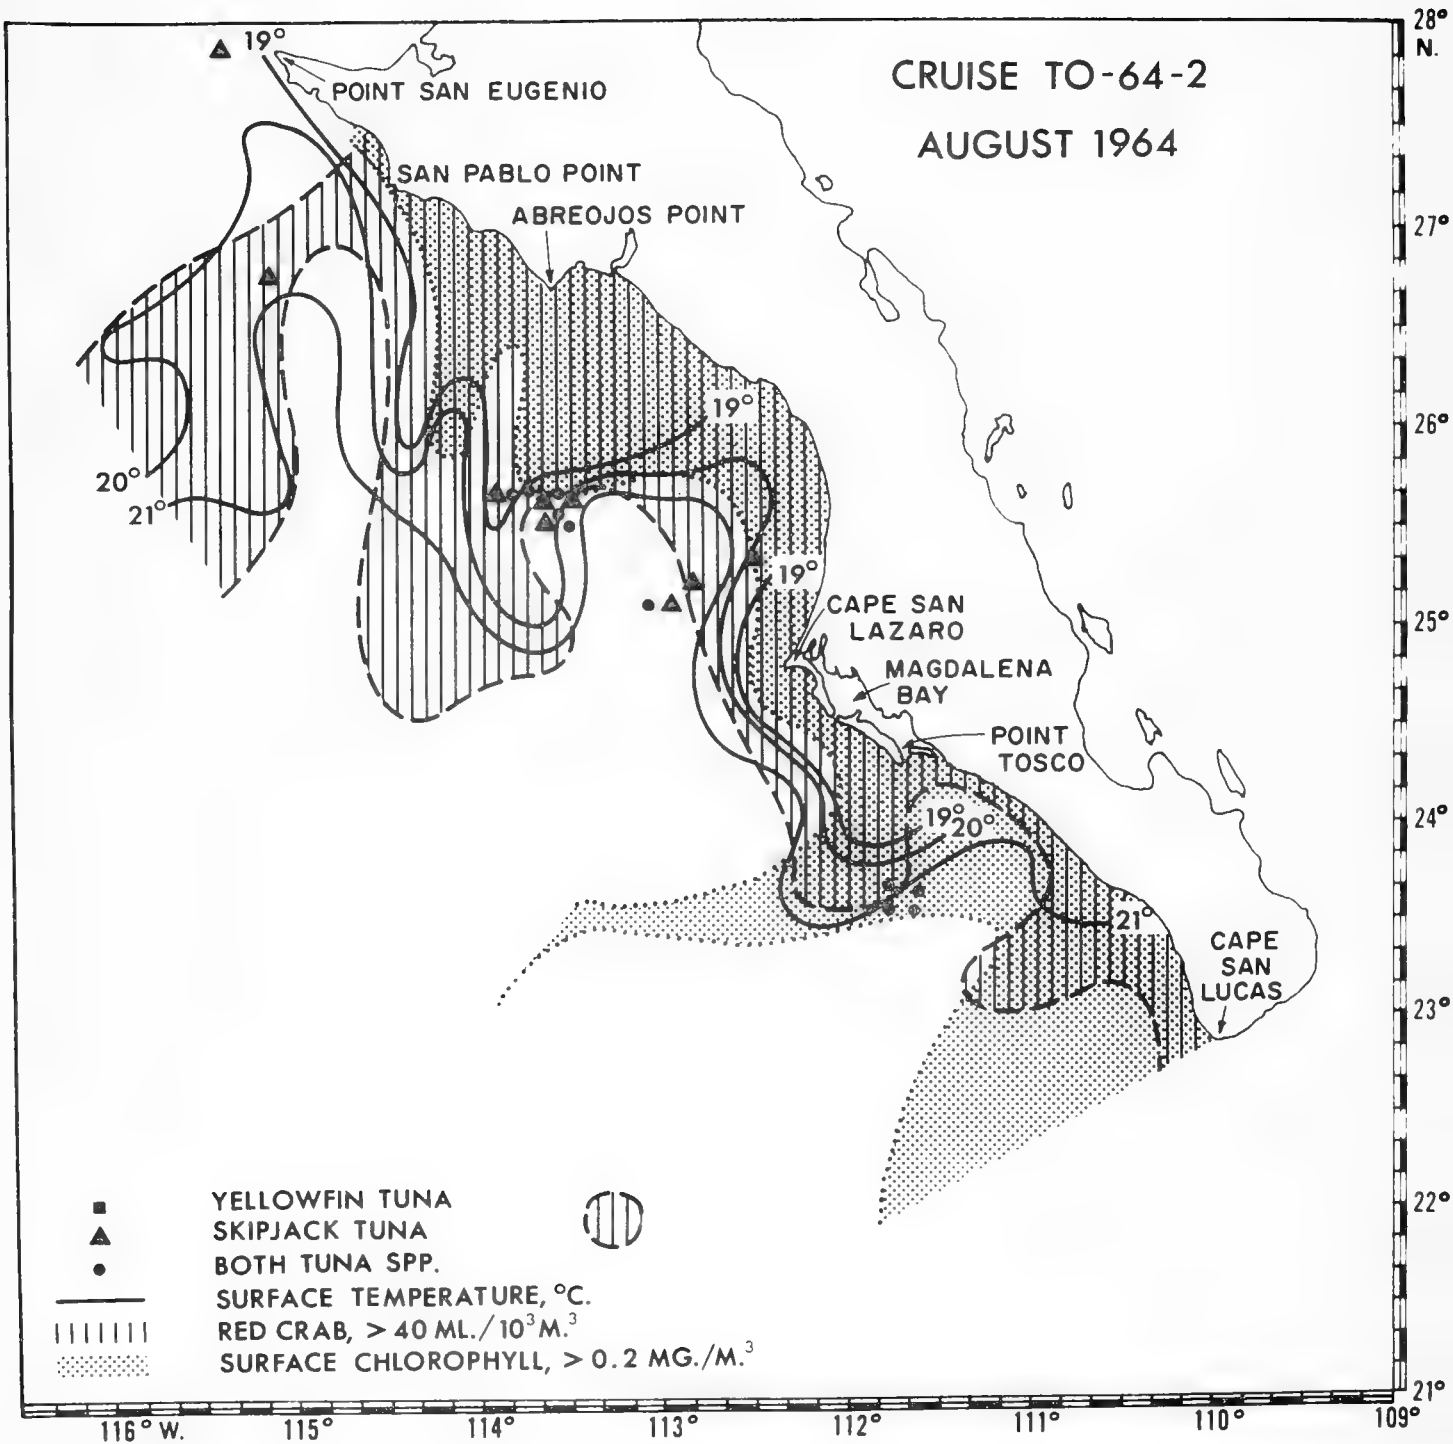 28°
N.
19°
CRUISE TO-64-2
POINT SAN EUGENIO
AUGUST 1964
SAN PABLO POINT
ABREOJOS POINT
27°
19°
26°
20°
21°
19°
CAPE SAN
LAZARO
25°
MAGDALENA
BAY
POINT
TOSCO
19°
20°
24°
21°
CAPE
SAN
LUCAS
23°
YELLOWFIN TUNA
SKIPJACK TUNA
BOTH TUNA SPP.
SURFACE TEMPERATURE, °C.
RED CRAB, > 40 ML./10³M.³
SURFACE CHLOROPHYLL, > 0.2 MG./M.³
22°
21°
116° W. 115° 114° 113° 112° 111° 110° 109°